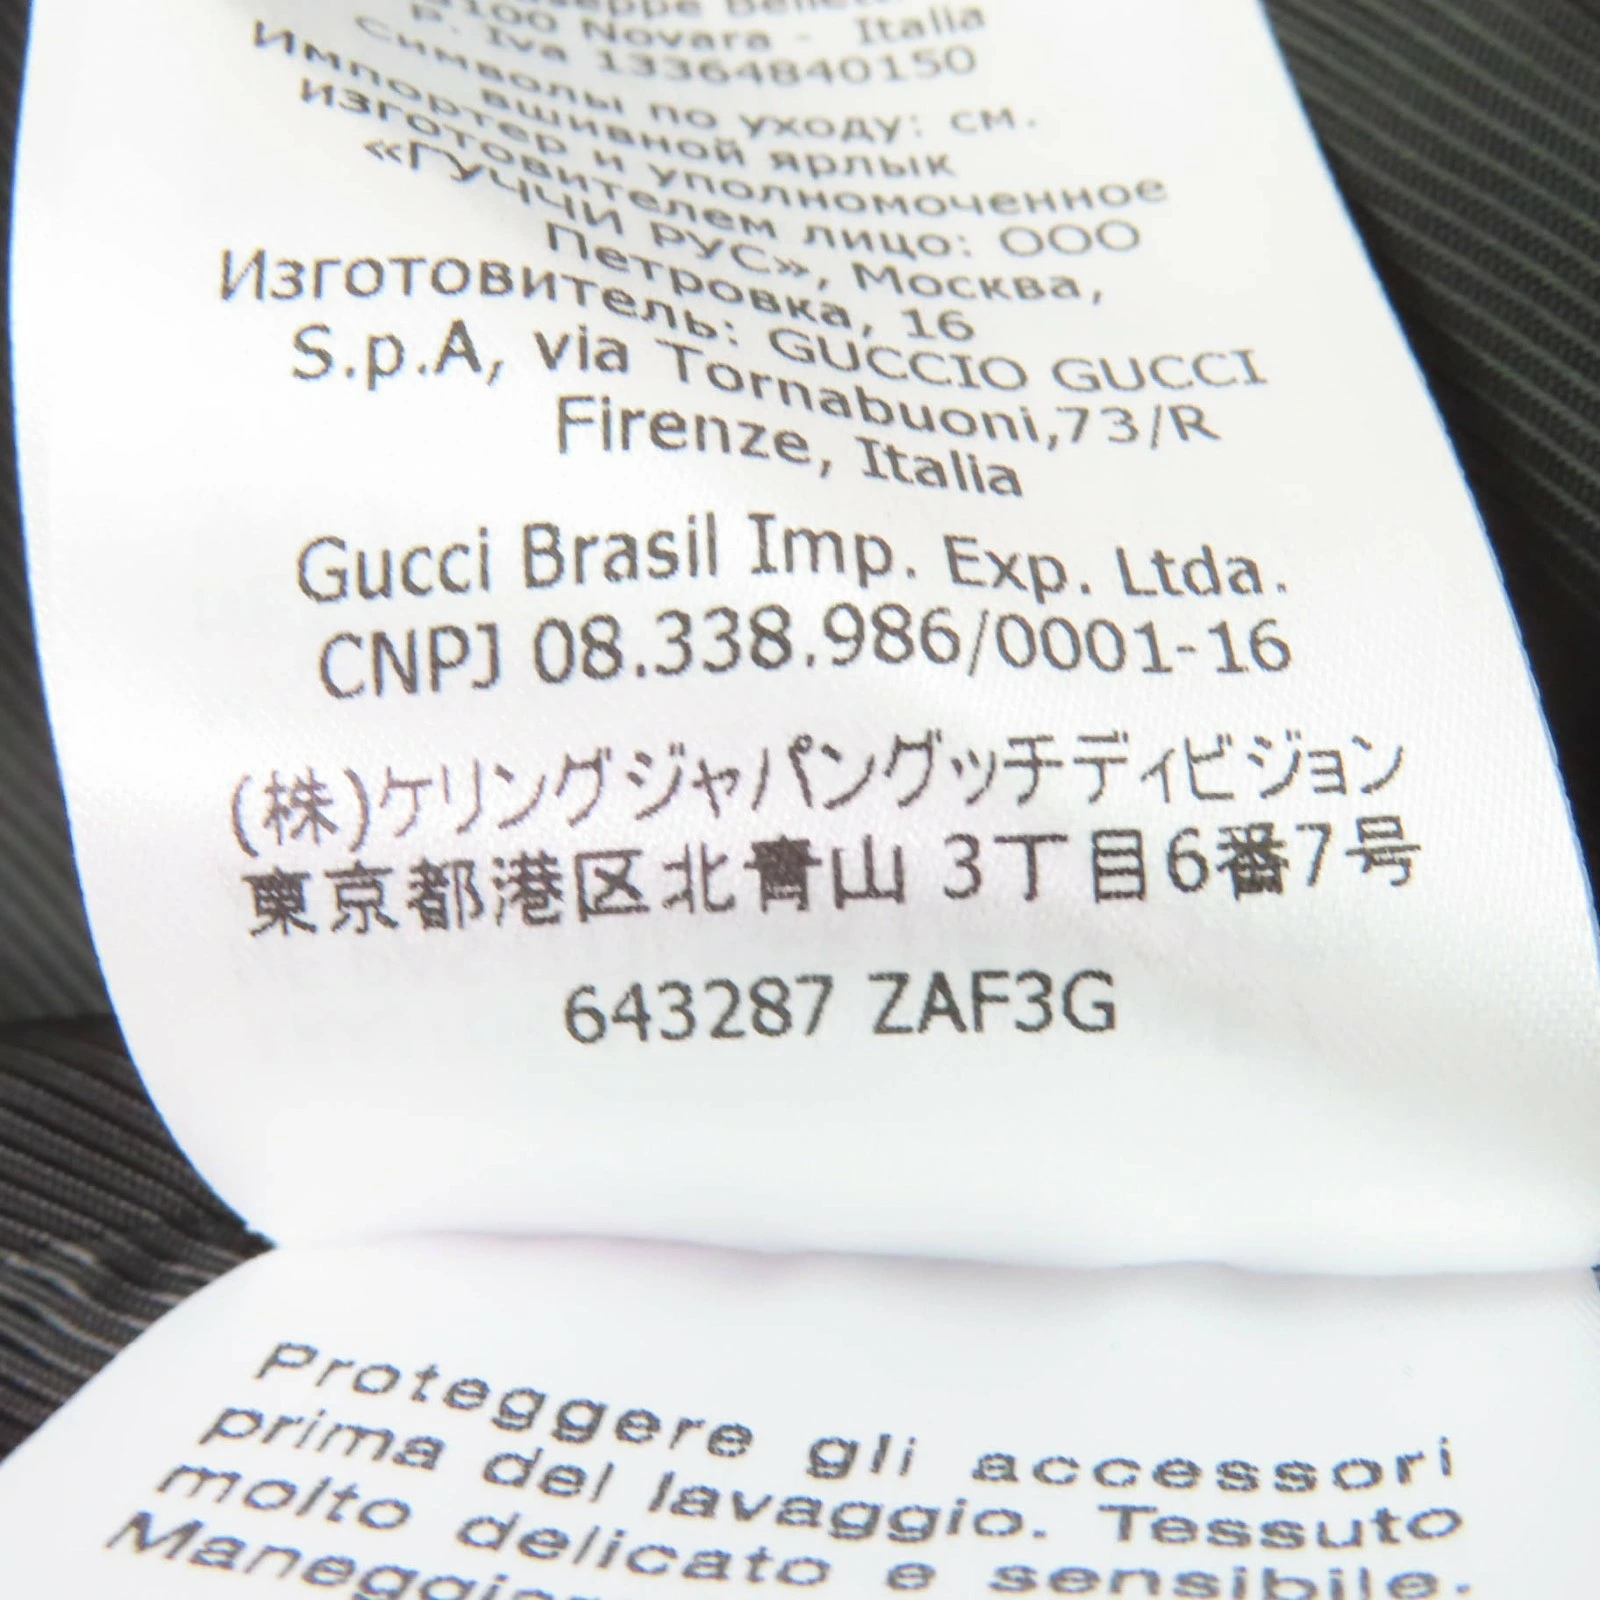 100 Novara - Italia
P. Iva 13364840150
Символы по уходу: см.
вшивной ярлык
Импортер и уполномоченное
изготовителем лицо: ООО
«ГУЧЧИ РУС», Москва,
Петровка, 16
Изготовитель: GUCCIO GUCCI
S.p.A, via Tornabuoni,73/R
Firenze, Italia
Gucci Brasil Imp. Exp. Ltda.
CNPJ 08.338.986/0001-16
(株)ケリングジャパングッチディビジョン
東京都港区北青山 3丁目6番7号
643287 ZAF3G
Proteggere gli accessori
prima del lavaggio. Tessuto
molto delicato e sensibile.